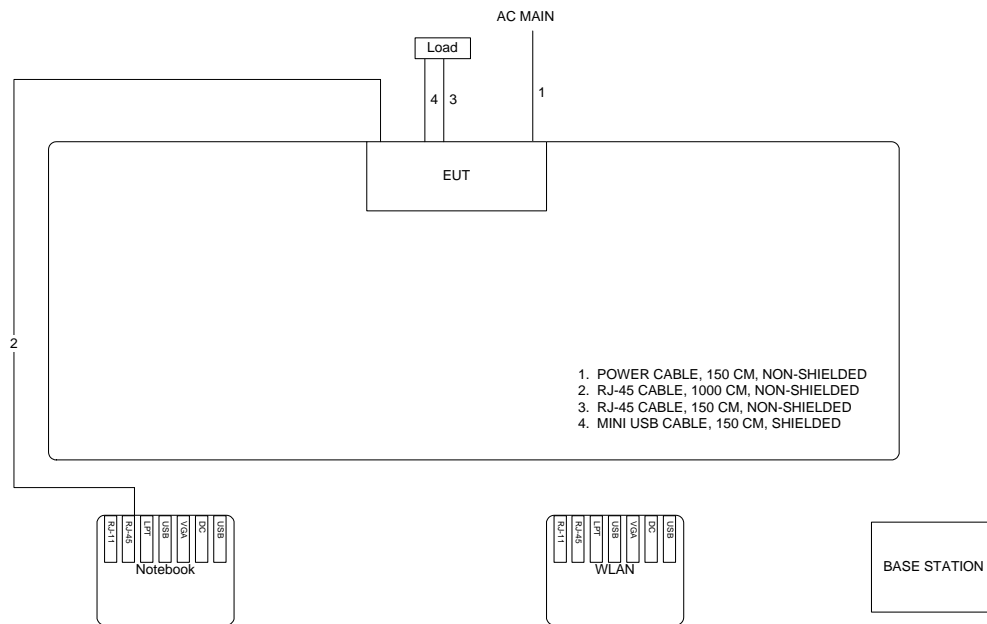 AC MAIN
Load
4
3
1
EUT
2
1. POWER CABLE, 150 CM, NON-SHIELDED
2. RJ-45 CABLE, 1000 CM, NON-SHIELDED
3. RJ-45 CABLE, 150 CM, NON-SHIELDED
4. MINI USB CABLE, 150 CM, SHIELDED
RJ-11
RJ-45
LPT
USB
VGA
DC
USB
Notebook
RJ-11
RJ-45
LPT
USB
VGA
DC
USB
WLAN
BASE STATION